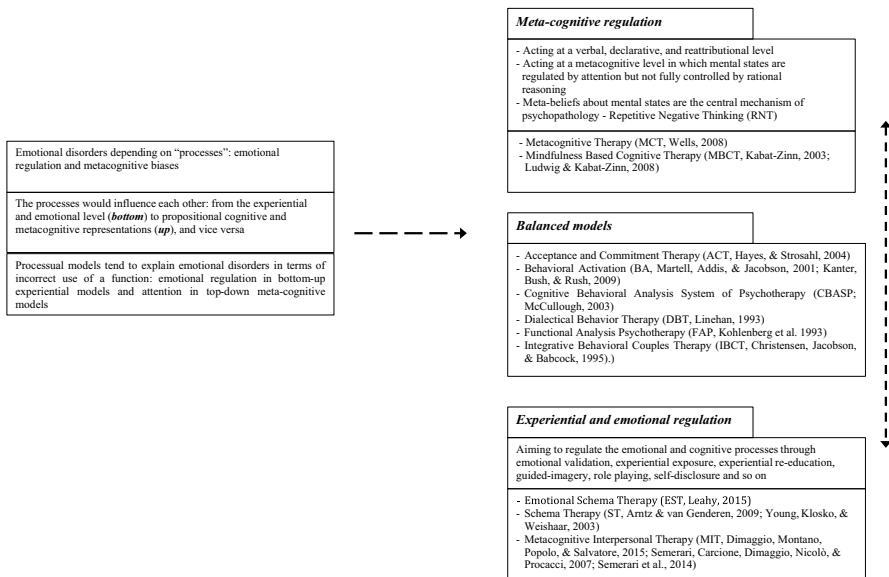 Emotional disorders depending on “processes”: emotional
regulation and metacognitive biases
The processes would influence each other: from the experiential
and emotional level (bottom) to propositional cognitive and
metacognitive representations (up), and vice versa
Processual models tend to explain emotional disorders in terms of
incorrect use of a function: emotional regulation in bottom-up
experiential models and attention in top-down meta-cognitive
models
Meta-cognitive regulation
- Acting at a verbal, declarative, and reattributional level
- Acting at a metacognitive level in which mental states are
regulated by attention but not fully controlled by rational
reasoning
- Meta-beliefs about mental states are the central mechanism of
psychopathology - Repetitive Negative Thinking (RNT)
- Metacognitive Therapy (MCT, Wells, 2008)
- Mindfulness Based Cognitive Therapy (MBCT, Kabat-Zinn, 2003;
Ludwig & Kabat-Zinn, 2008)
Balanced models
- Acceptance and Commitment Therapy (ACT, Hayes, & Strosahl, 2004)
- Behavioral Activation (BA, Martell, Addis, & Jacobson, 2001; Kanter,
Bush, & Rush, 2009)
- Cognitive Behavioral Analysis System of Psychotherapy (CBASP;
McCullough, 2003)
- Dialectical Behavior Therapy (DBT, Linehan, 1993)
- Functional Analysis Psychotherapy (FAP, Kohlenberg et al. 1993)
- Integrative Behavioral Couples Therapy (IBCT, Christensen, Jacobson,
& Babcock, 1995).)
Experiential and emotional regulation
Aiming to regulate the emotional and cognitive processes through
emotional validation, experiential exposure, experiential re-education,
guided-imagery, role playing, self-disclosure and so on
- Emotional Schema Therapy (EST, Leahy, 2015)
- Schema Therapy (ST, Arntz & van Genderen, 2009; Young, Klosko, &
Weishaar, 2003)
- Metacognitive Interpersonal Therapy (MIT, Dimaggio, Montano,
Popolo, & Salvatore, 2015; Semerari, Carcione, Dimaggio, Nicolò, &
Procacci, 2007; Semerari et al., 2014)